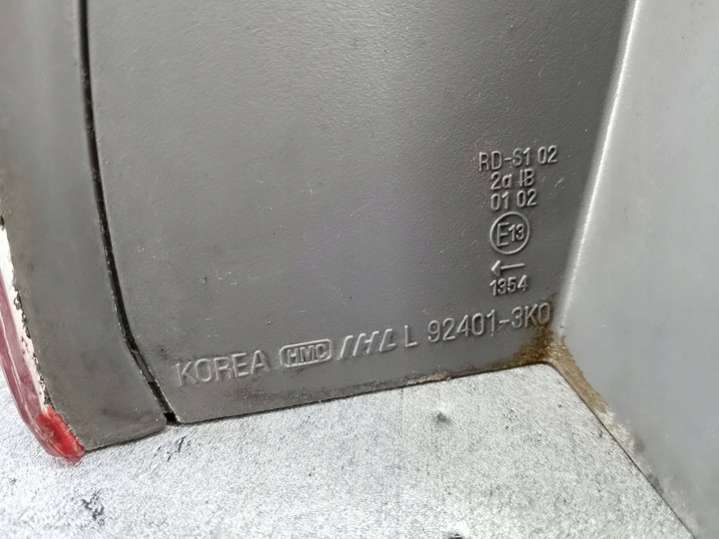 RD-S1 02
2a IB
01 02
E13
←
1354
KOREA HMC IHL L 92401-3K0